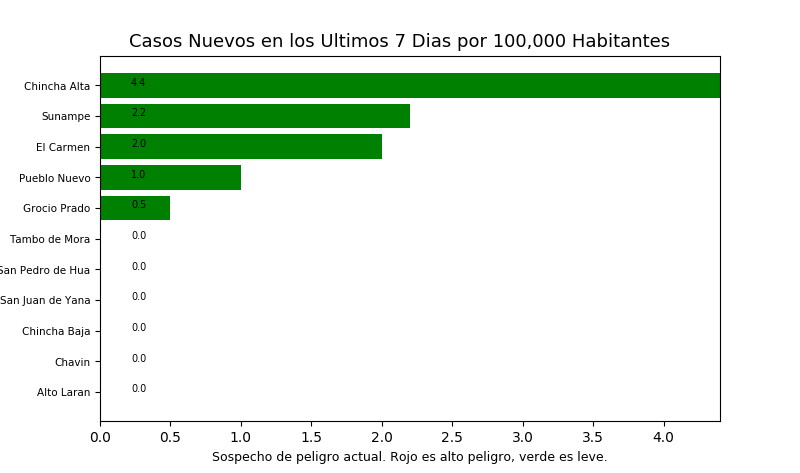 Casos Nuevos en los Ultimos 7 Dias por 100,000 Habitantes
Chincha Alta 4.4
Sunampe 2.2
El Carmen 2.0
Pueblo Nuevo 1.0
Grocio Prado 0.5
Tambo de Mora 0.0
San Pedro de Hua 0.0
San Juan de Yana 0.0
Chincha Baja 0.0
Chavin 0.0
Alto Laran 0.0
0.0 0.5 1.0 1.5 2.0 2.5 3.0 3.5 4.0
Sospecho de peligro actual. Rojo es alto peligro, verde es leve.